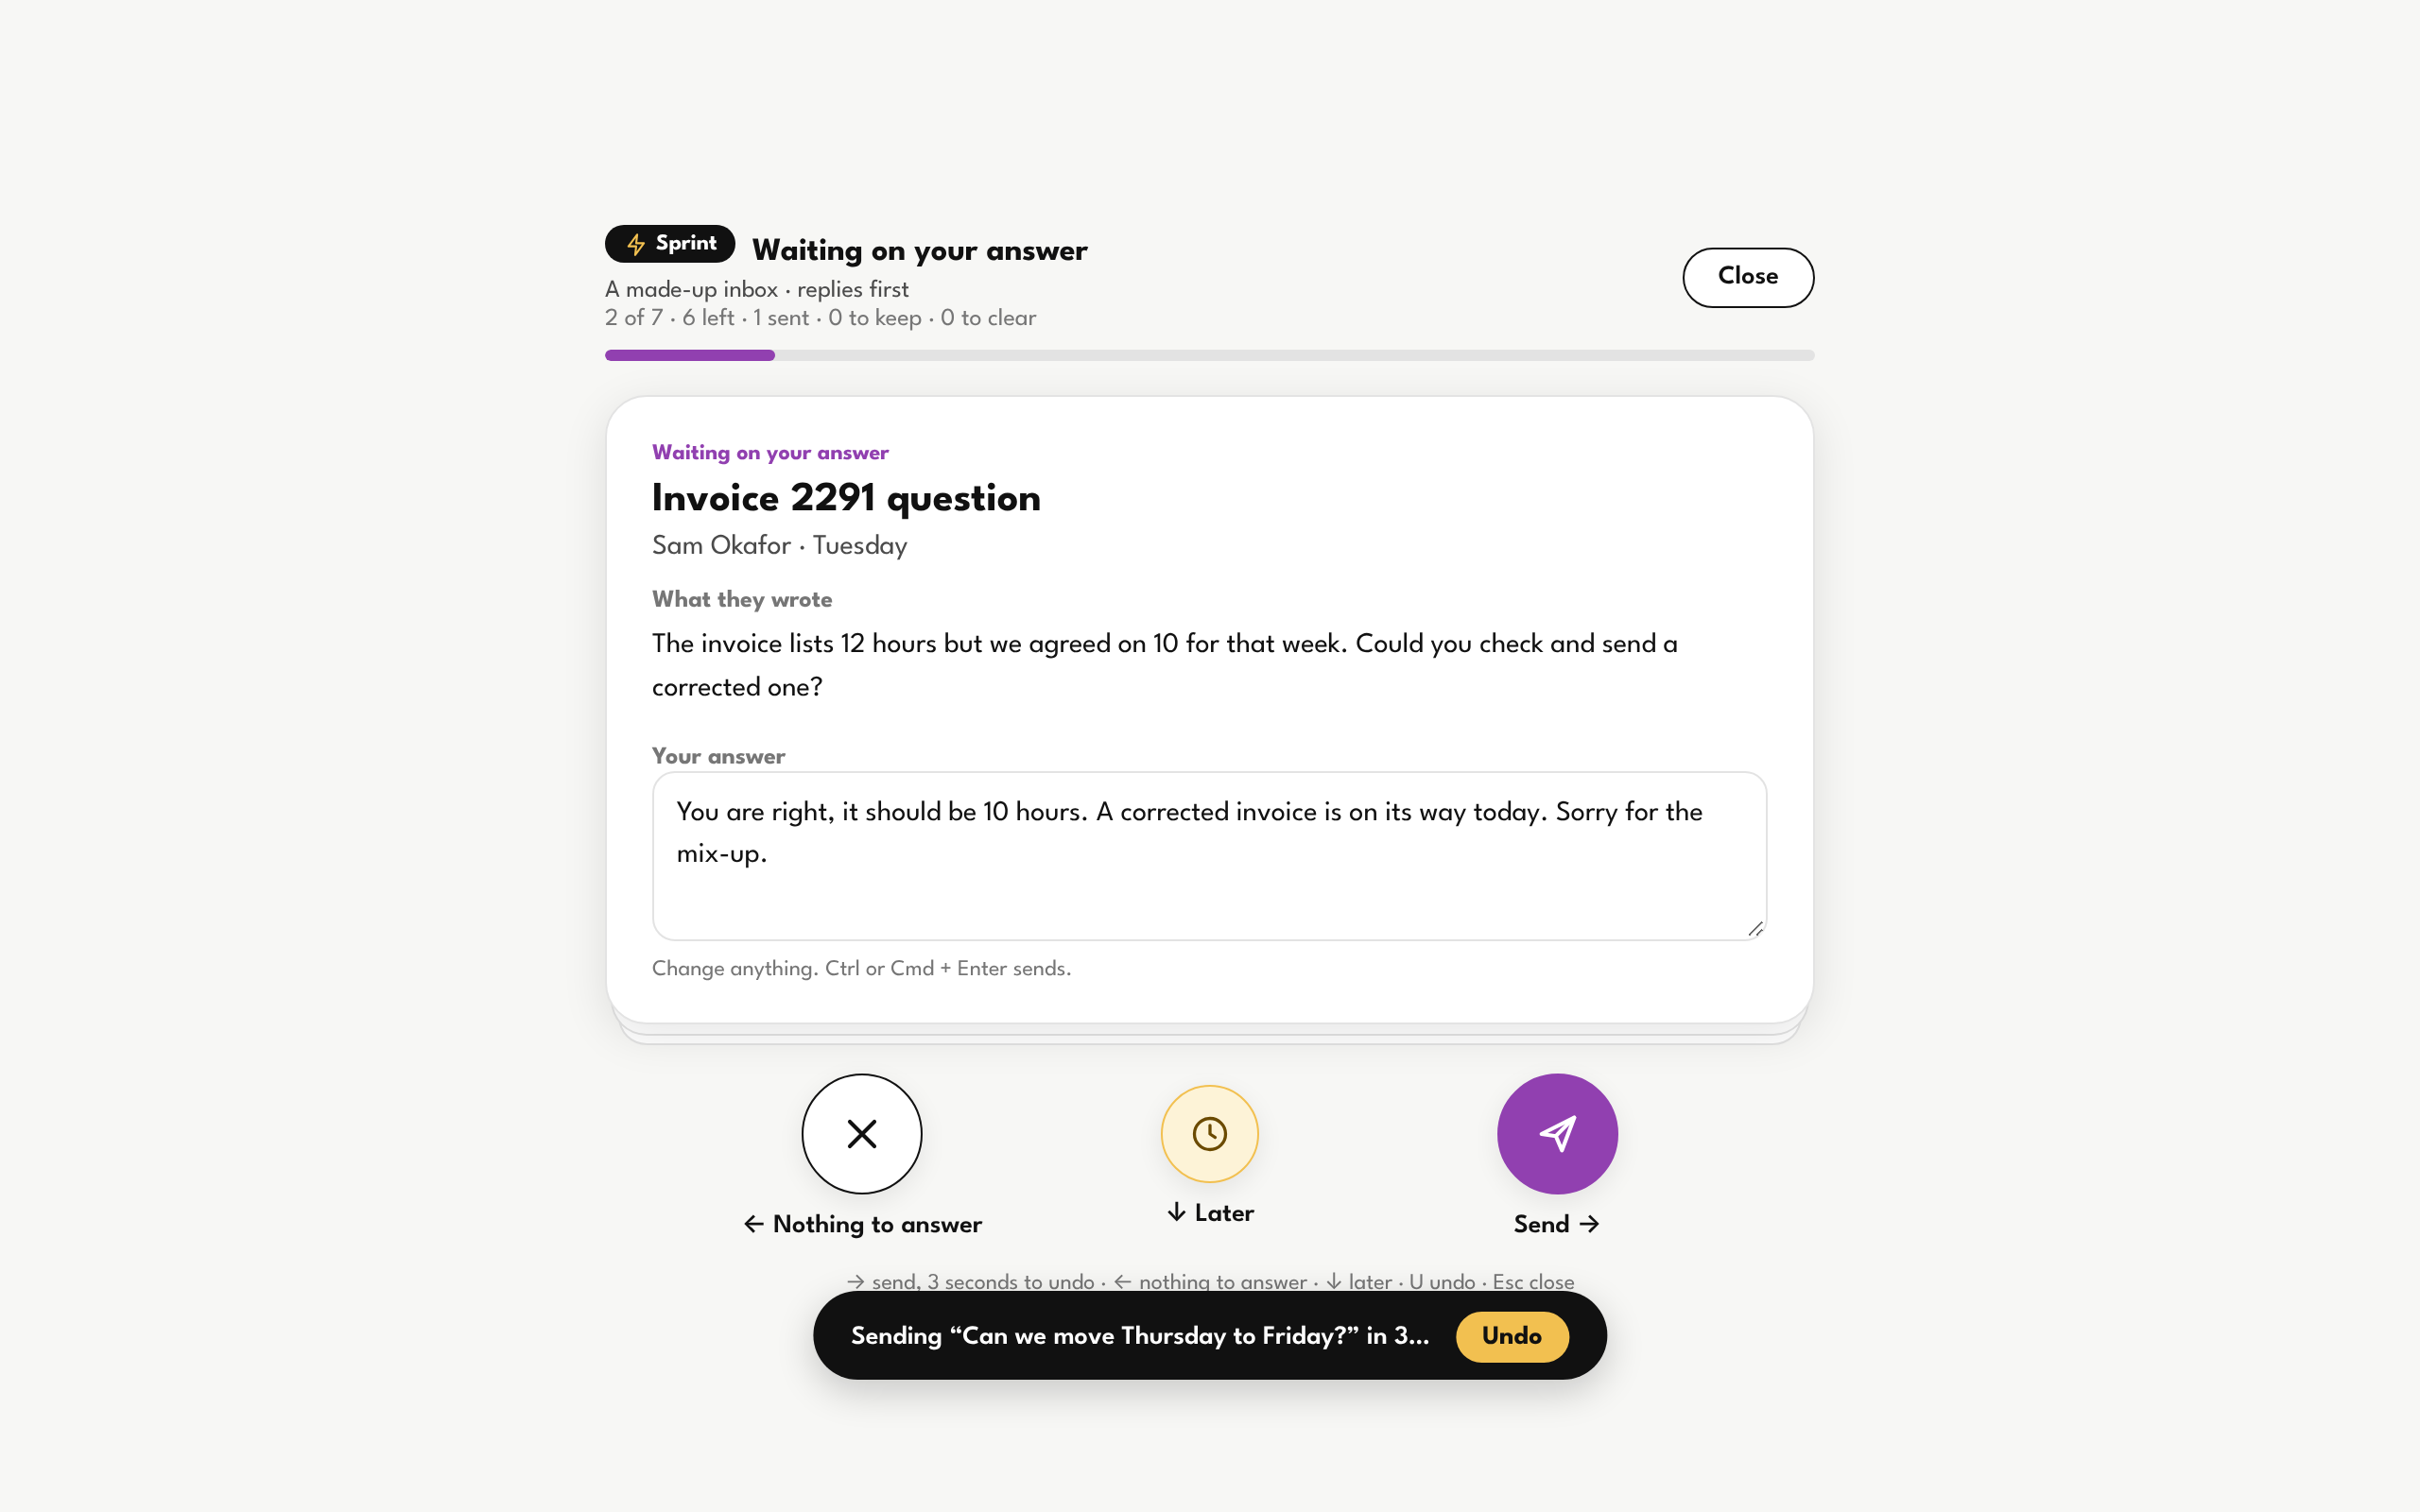 Sprint Waiting on your answer
Close
A made-up inbox · replies first
2 of 7 · 6 left · 1 sent · 0 to keep · 0 to clear
Waiting on your answer
Invoice 2291 question
Sam Okafor · Tuesday
What they wrote
The invoice lists 12 hours but we agreed on 10 for that week. Could you check and send a
corrected one?
Your answer
You are right, it should be 10 hours. A corrected invoice is on its way today. Sorry for the
mix-up.
Change anything. Ctrl or Cmd + Enter sends.
← Nothing to answer
↓ Later
Send →
→ send, 3 seconds to undo · ← nothing to answer · ↓ later · U undo · Esc close
Sending “Can we move Thursday to Friday?” in 3... Undo